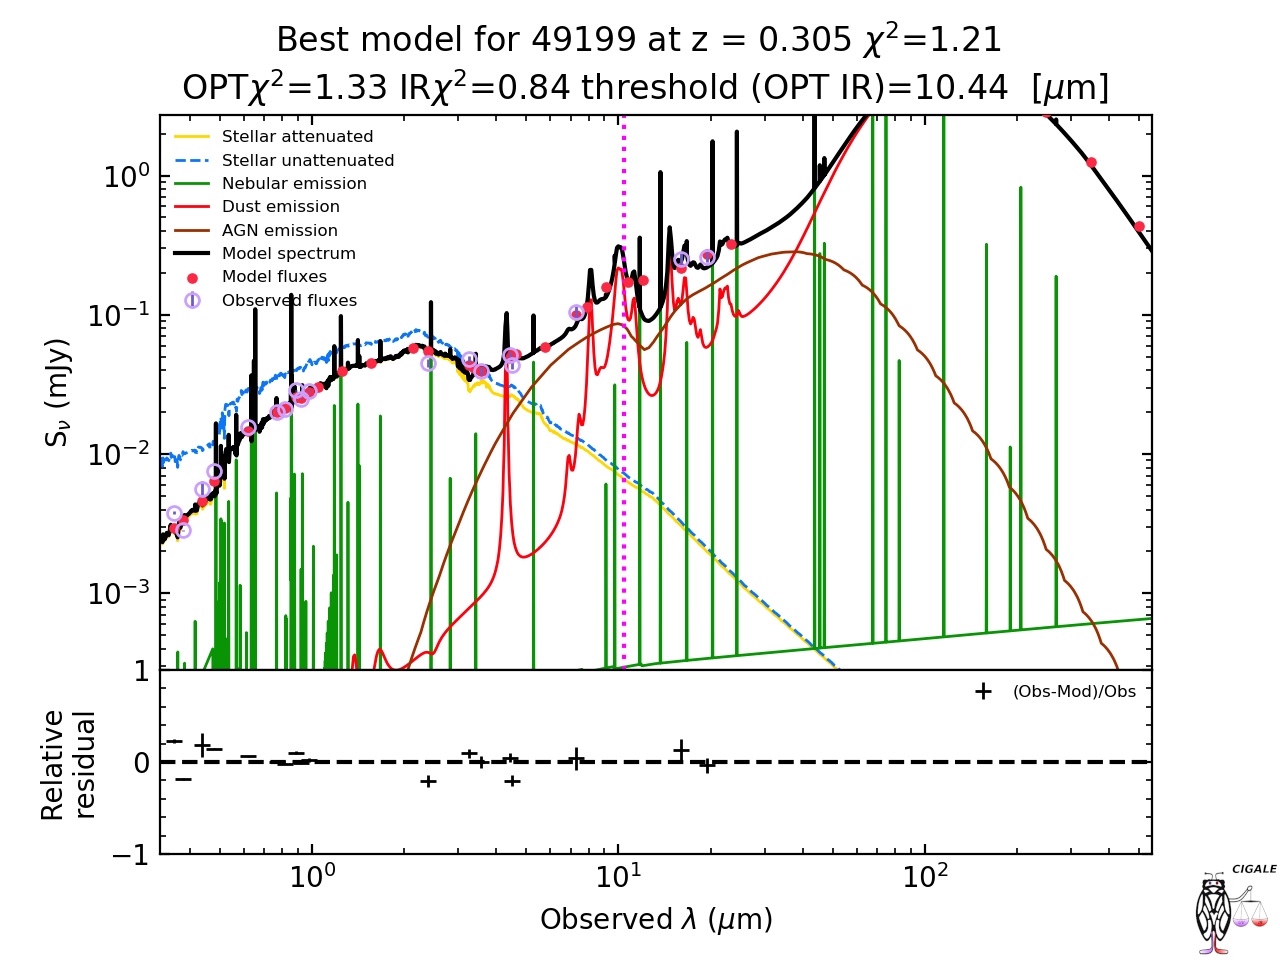 Best model for 49199 at z = 0.305 χ²=1.21
OPTχ²=1.33 IRχ²=0.84 threshold (OPT IR)=10.44 [μm]
Stellar attenuated
Stellar unattenuated
Nebular emission
Dust emission
AGN emission
Model spectrum
Model fluxes
Observed fluxes
10⁰
10⁻¹
10⁻²
10⁻³
S_ν (mJy)
1
0
−1
Relative
residual
(Obs-Mod)/Obs
10⁰ 10¹ 10²
Observed λ (μm)
CIGALE